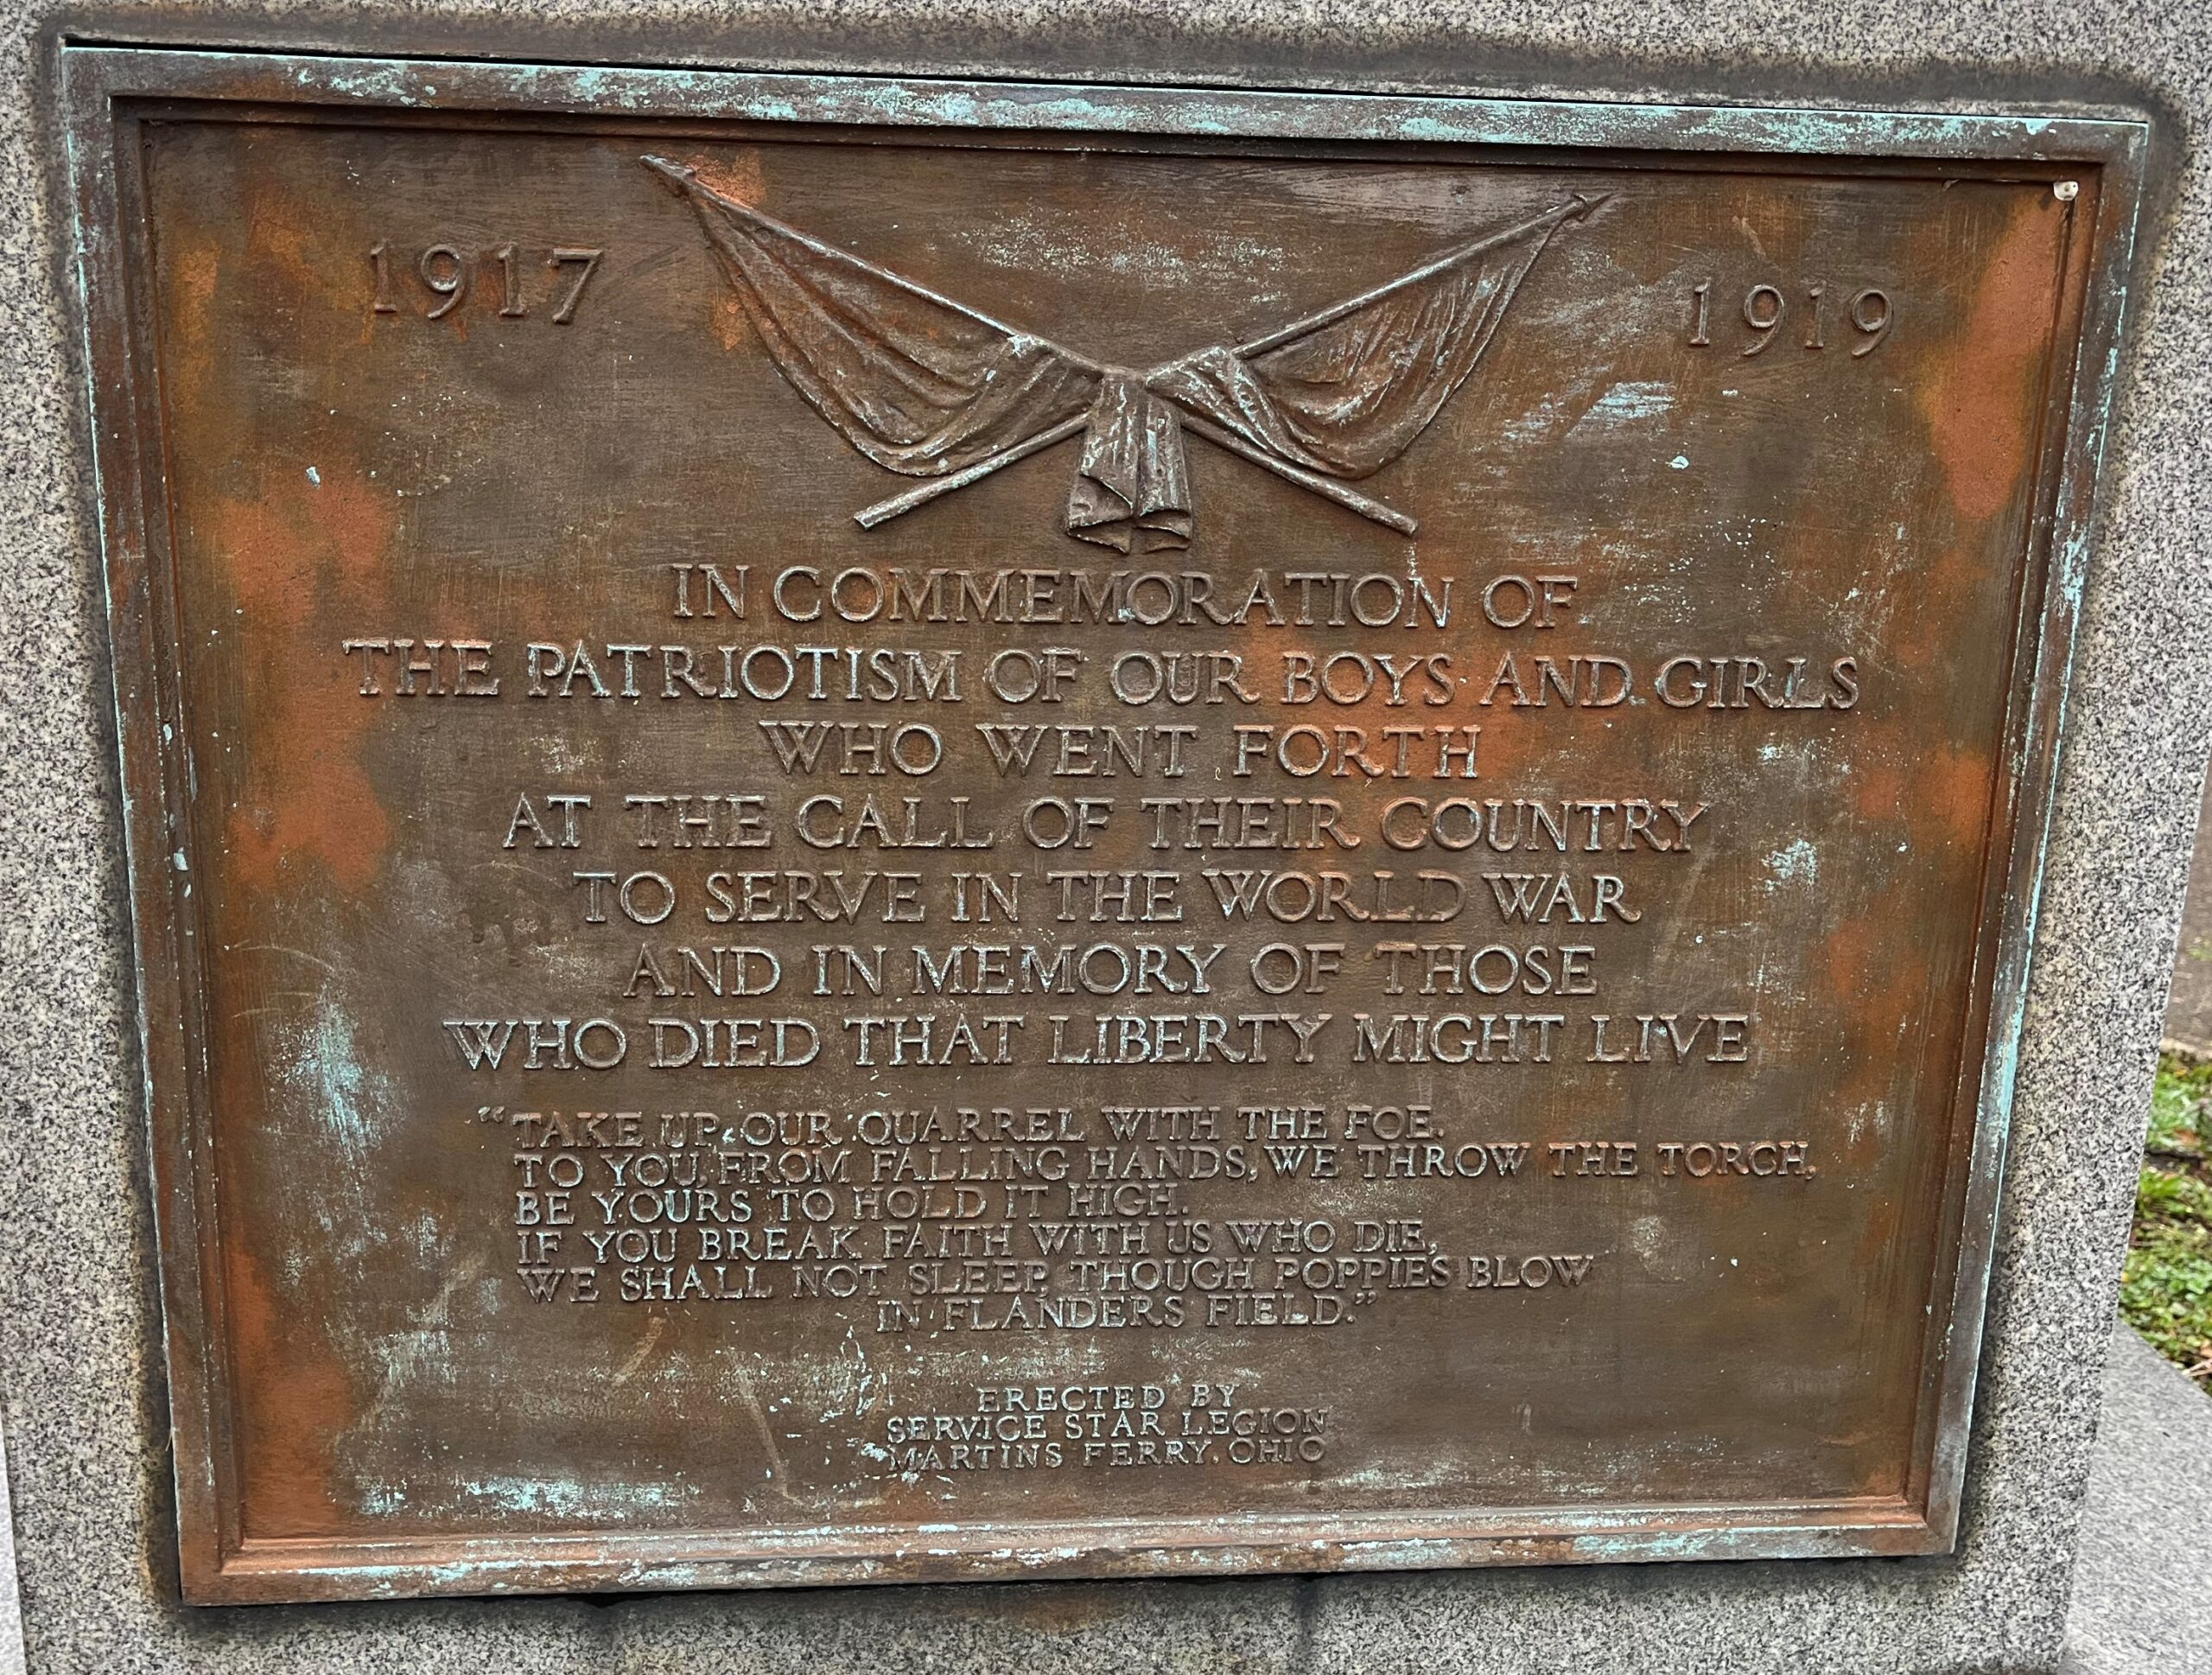 1917 1919
IN COMMEMORATION OF
THE PATRIOTISM OF OUR BOYS AND GIRLS
WHO WENT FORTH
AT THE CALL OF THEIR COUNTRY
TO SERVE IN THE WORLD WAR
AND IN MEMORY OF THOSE
WHO DIED THAT LIBERTY MIGHT LIVE
"TAKE UP OUR QUARREL WITH THE FOE.
TO YOU, FROM FALLING HANDS, WE THROW THE TORCH,
BE YOURS TO HOLD IT HIGH.
IF YOU BREAK FAITH WITH US WHO DIE,
WE SHALL NOT SLEEP, THOUGH POPPIES BLOW
IN FLANDERS FIELD."
ERECTED BY
SERVICE STAR LEGION
MARTINS FERRY, OHIO